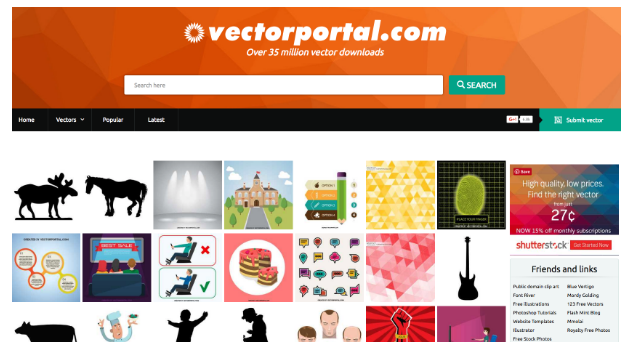 vectorportal.com
Over 35 million vector downloads
Search here
SEARCH
Home
Vectors
Popular
Latest
Submit vector
Save
High quality, low prices.
Find the right vector
27¢
NOW 15% off monthly subscriptions
shutterstock
Get Started Now
BEST SALE
Friends and links
Public domain clip art
Blue Vertigo
Font River
Mordy Golding
Free Illustrations
123 Free Vectors
Photoshop Tutorials
Flash Mint Blog
Website Templates
Illustrator
Royalty Free Photos
Free Stock Photos